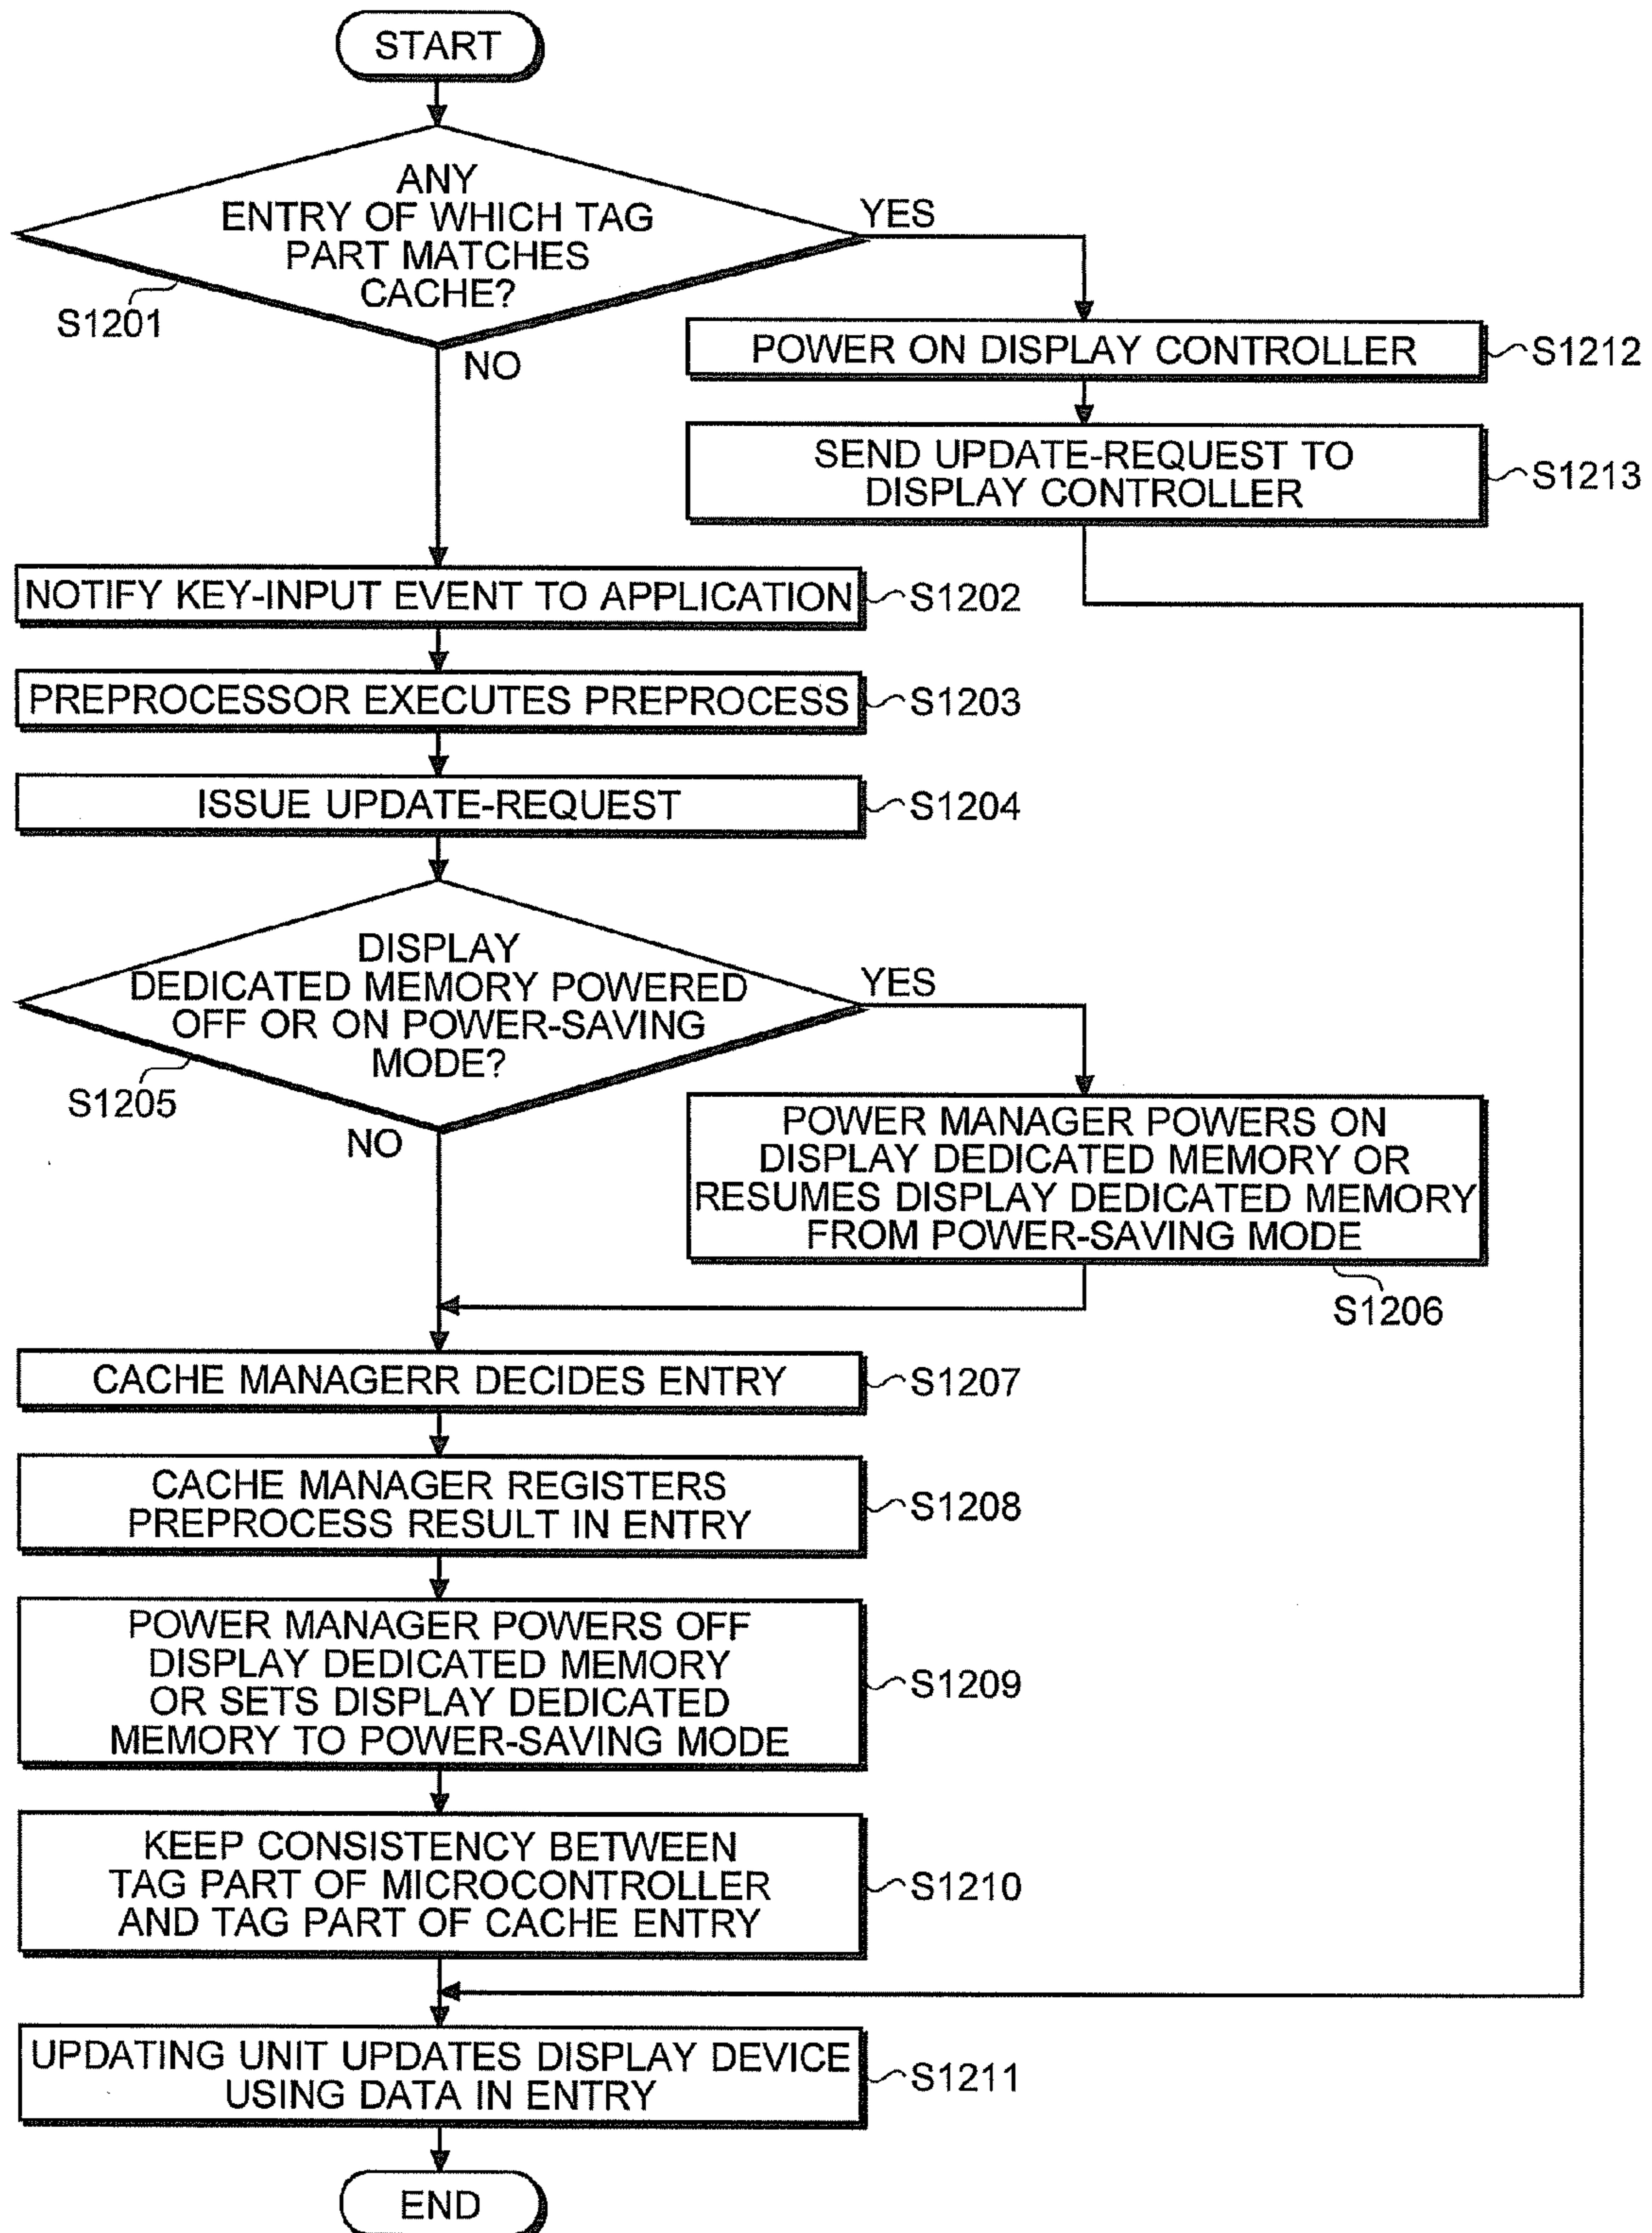 START
ANY
ENTRY OF WHICH TAG
PART MATCHES
CACHE?
S1201
YES
NO
POWER ON DISPLAY CONTROLLER
S1212
SEND UPDATE-REQUEST TO
DISPLAY CONTROLLER
S1213
NOTIFY KEY-INPUT EVENT TO APPLICATION
S1202
PREPROCESSOR EXECUTES PREPROCESS
S1203
ISSUE UPDATE-REQUEST
S1204
DISPLAY
DEDICATED MEMORY POWERED
OFF OR ON POWER-SAVING
MODE?
S1205
YES
NO
POWER MANAGER POWERS ON
DISPLAY DEDICATED MEMORY OR
RESUMES DISPLAY DEDICATED MEMORY
FROM POWER-SAVING MODE
S1206
CACHE MANAGERR DECIDES ENTRY
S1207
CACHE MANAGER REGISTERS
PREPROCESS RESULT IN ENTRY
S1208
POWER MANAGER POWERS OFF
DISPLAY DEDICATED MEMORY
OR SETS DISPLAY DEDICATED
MEMORY TO POWER-SAVING MODE
S1209
KEEP CONSISTENCY BETWEEN
TAG PART OF MICROCONTROLLER
AND TAG PART OF CACHE ENTRY
S1210
UPDATING UNIT UPDATES DISPLAY DEVICE
USING DATA IN ENTRY
S1211
END